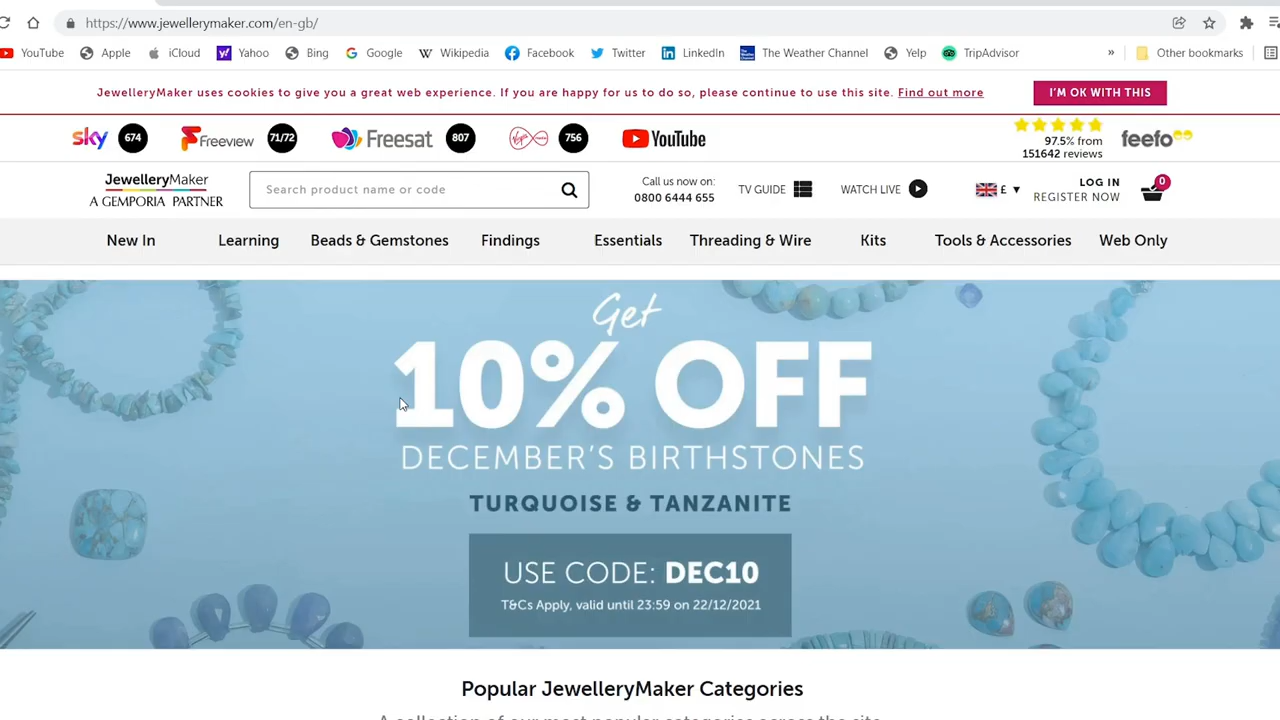 https://www.jewellerymaker.com/en-gb/
YouTube Apple iCloud Yahoo Bing Google Wikipedia Facebook Twitter LinkedIn The Weather Channel Yelp TripAdvisor » Other bookmarks
JewelleryMaker uses cookies to give you a great web experience. If you are happy for us to do so, please continue to use this site. Find out more I'M OK WITH THIS
sky 674 Freeview 71/72 Freesat 807 756 YouTube
97.5% from
151642 reviews
feefo
JewelleryMaker
A GEMPORIA PARTNER
Search product name or code
Call us now on:
0800 6444 655
TV GUIDE WATCH LIVE £
LOG IN
REGISTER NOW
0
New In Learning Beads & Gemstones Findings Essentials Threading & Wire Kits Tools & Accessories Web Only
Get
10% OFF
DECEMBER'S BIRTHSTONES
TURQUOISE & TANZANITE
USE CODE: DEC10
T&Cs Apply, valid until 23:59 on 22/12/2021
Popular JewelleryMaker Categories
A collection of our most popular categories across the site